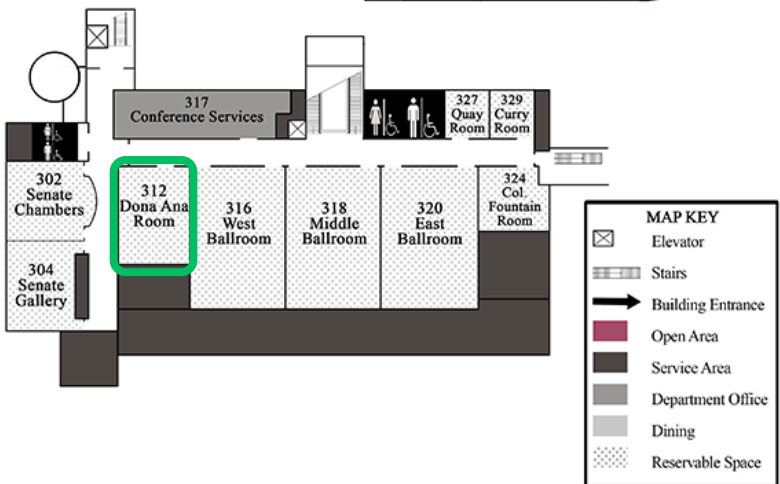 317
Conference Services
327
Quay
Room
329
Curry
Room
302
Senate
Chambers
312
Dona Ana
Room
316
West
Ballroom
318
Middle
Ballroom
320
East
Ballroom
324
Col.
Fountain
Room
304
Senate
Gallery
MAP KEY
Elevator
Stairs
Building Entrance
Open Area
Service Area
Department Office
Dining
Reservable Space